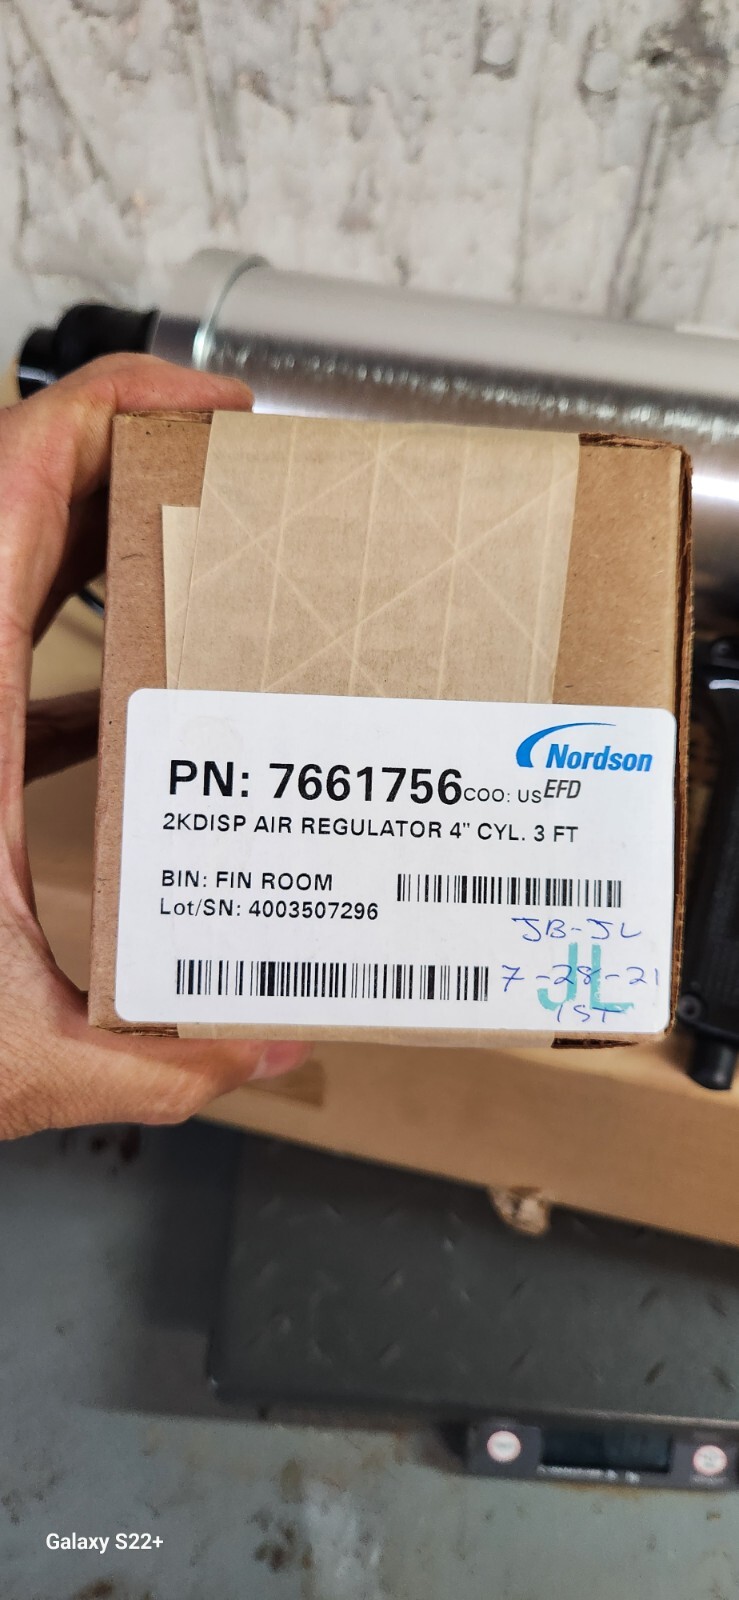 Nordson
EFD
PN: 7661756 COO: US
2KDISP AIR REGULATOR 4" CYL. 3 FT
BIN: FIN ROOM
Lot/SN: 4003507296
JB-JL
7-28-21
JL
1ST
Galaxy S22+